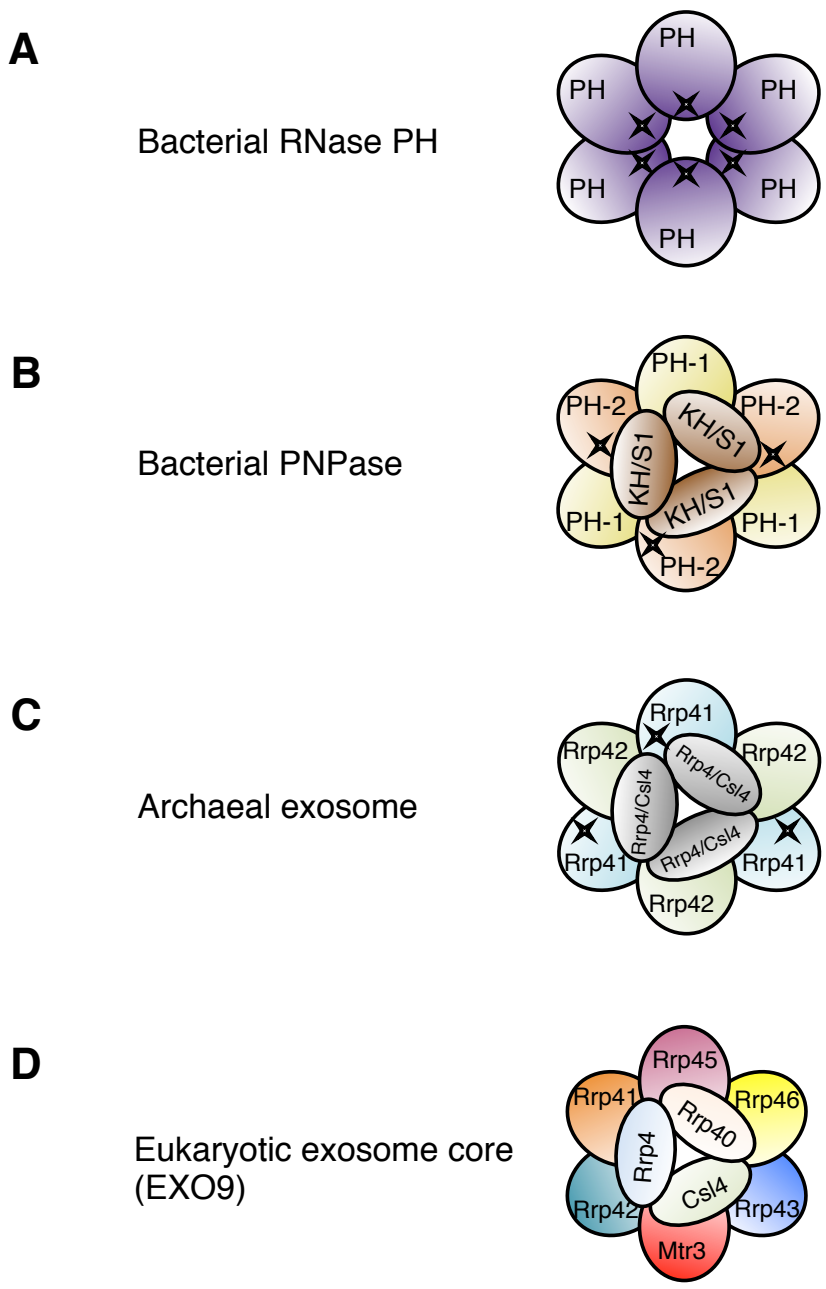 A
Bacterial RNase PH
PH
PH
PH
PH
PH
PH
B
Bacterial PNPase
PH-1
PH-2
PH-2
KH/S1
KH/S1
KH/S1
PH-1
PH-1
PH-2
C
Archaeal exosome
Rrp41
Rrp42
Rrp42
Rrp4/Csl4
Rrp4/Csl4
Rrp4/Csl4
Rrp41
Rrp41
Rrp42
D
Eukaryotic exosome core
(EXO9)
Rrp45
Rrp41
Rrp46
Rrp40
Rrp4
Csl4
Rrp42
Rrp43
Mtr3